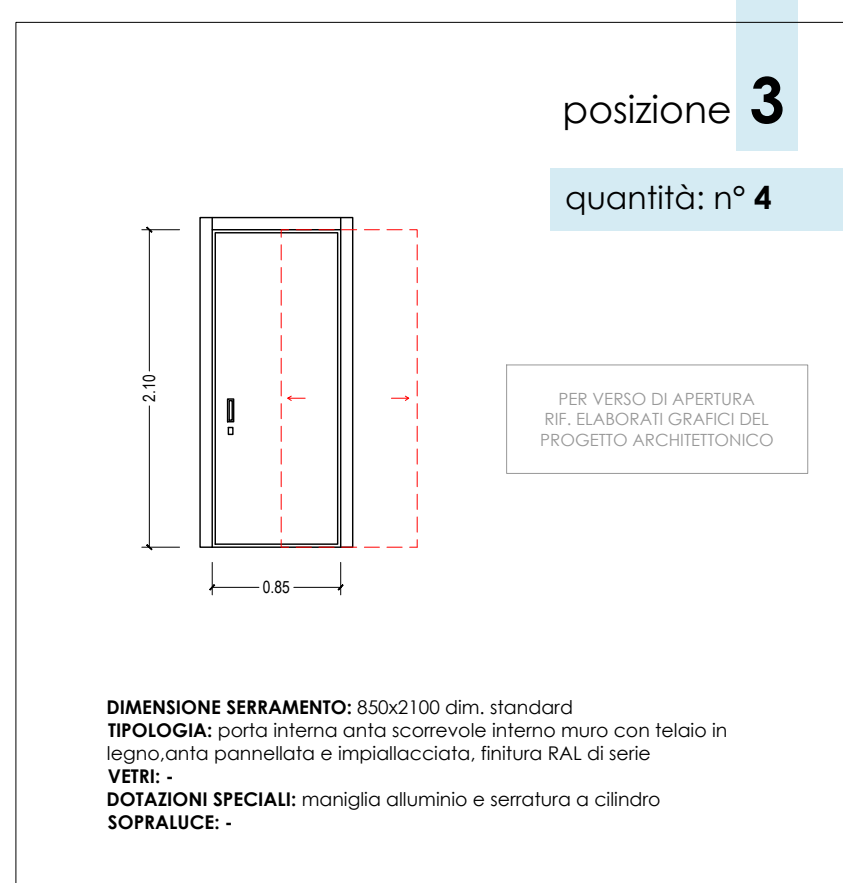 posizione 3
quantità: n° 4
2.10
PER VERSO DI APERTURA
RIF. ELABORATI GRAFICI DEL
PROGETTO ARCHITETTONICO
0.85
DIMENSIONE SERRAMENTO: 850x2100 dim. standard
TIPOLOGIA: porta interna anta scorrevole interno muro con telaio in
legno,anta pannellata e impiallacciata, finitura RAL di serie
VETRI: -
DOTAZIONI SPECIALI: maniglia alluminio e serratura a cilindro
SOPRALUCE: -